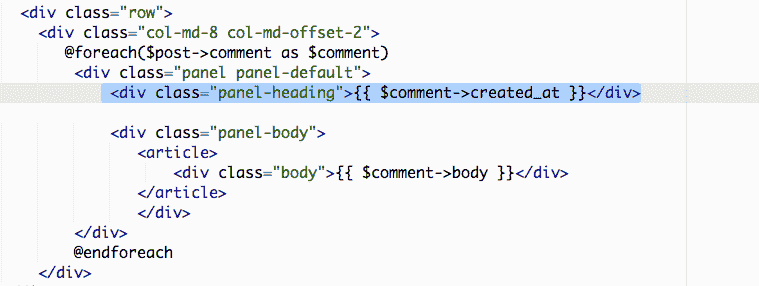 <div class="row">
<div class="col-md-8 col-md-offset-2">
@foreach($post->comment as $comment)
<div class="panel panel-default">
<div class="panel-heading">{{ $comment->created_at }}</div>
<div class="panel-body">
<article>
<div class="body">{{ $comment->body }}</div>
</article>
</div>
</div>
@endforeach
</div>